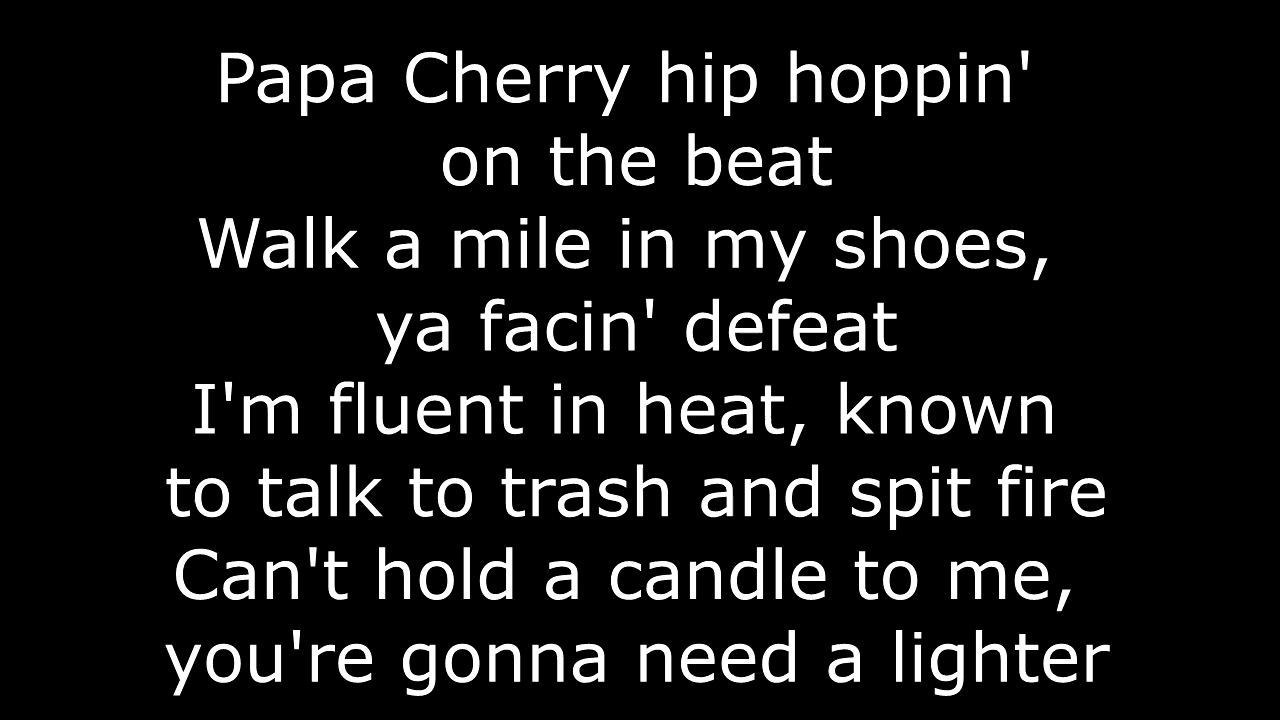 Papa Cherry hip hoppin'
on the beat
Walk a mile in my shoes,
ya facin' defeat
I'm fluent in heat, known
to talk to trash and spit fire
Can't hold a candle to me,
you're gonna need a lighter